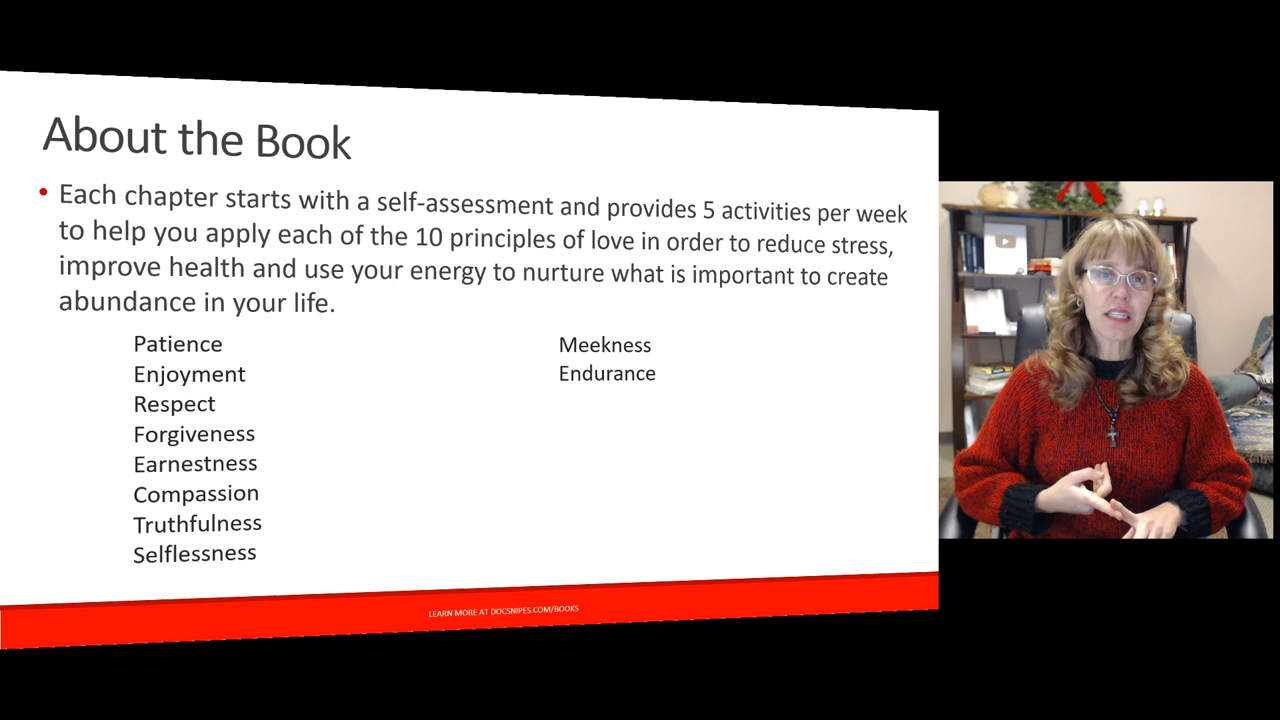 About the Book
• Each chapter starts with a self-assessment and provides 5 activities per week
to help you apply each of the 10 principles of love in order to reduce stress,
improve health and use your energy to nurture what is important to create
abundance in your life.
Patience
Enjoyment
Respect
Forgiveness
Earnestness
Compassion
Truthfulness
Selflessness
Meekness
Endurance
LEARN MORE AT DOCSNIPES.COM/BOOKS